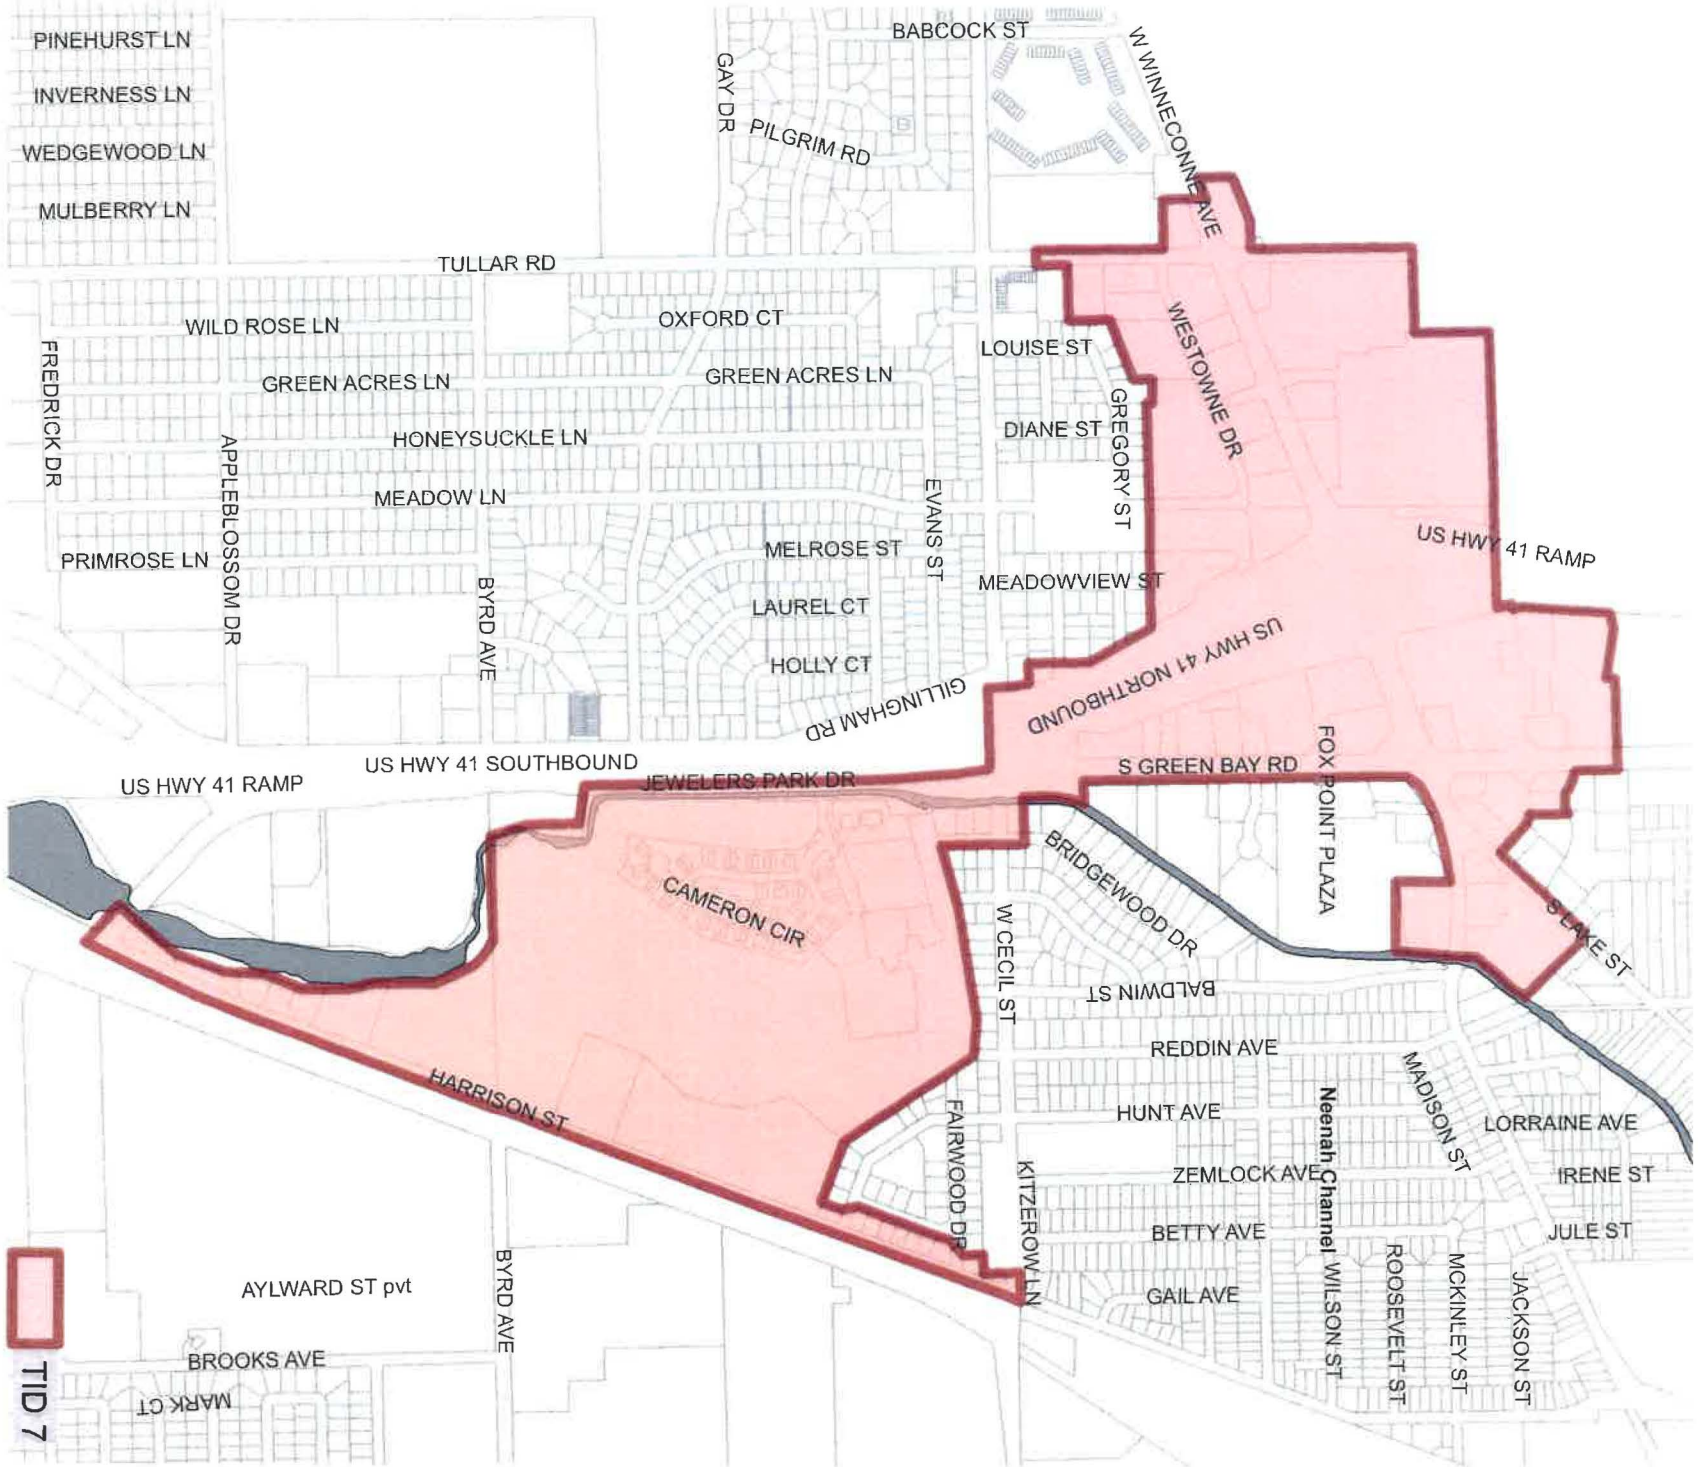 PINEHURST LN
BABCOCK ST
W WINNECONNE AVE
INVERNESS LN
GAY DR
PILGRIM RD
WEDGEWOOD LN
MULBERRY LN
TULLAR RD
WILD ROSE LN
OXFORD CT
WESTOWNE DR
FREDRICK DR
LOUISE ST
GREEN ACRES LN
GREEN ACRES LN
GREGORY ST
HONEYSUCKLE LN
DIANE ST
APPLEBLOSSOM DR
MEADOW LN
EVANS ST
US HWY 41 RAMP
PRIMROSE LN
MELROSE ST
BYRD AVE
MEADOWVIEW ST
LAUREL CT
US HWY 41 NORTHBOUND
HOLLY CT
GILLINGHAM RD
FOX POINT PLAZA
US HWY 41 SOUTHBOUND
S GREEN BAY RD
US HWY 41 RAMP
JEWELERS PARK DR
BRIDGEWOOD DR
CAMERON CIR
S LAKE ST
W CECIL ST
BALDWIN ST
REDDIN AVE
HARRISON ST
MADISON ST
FAIRWOOD DR
HUNT AVE
Neenah Channel
LORRAINE AVE
KITZEROW LN
ZEMLOCK AVE
IRENE ST
BETTY AVE
JULE ST
BYRD AVE
AYLWARD ST pvt
GAIL AVE
WILSON ST
ROOSEVELT ST
MCKINLEY ST
JACKSON ST
BROOKS AVE
MARK CT
TID 7